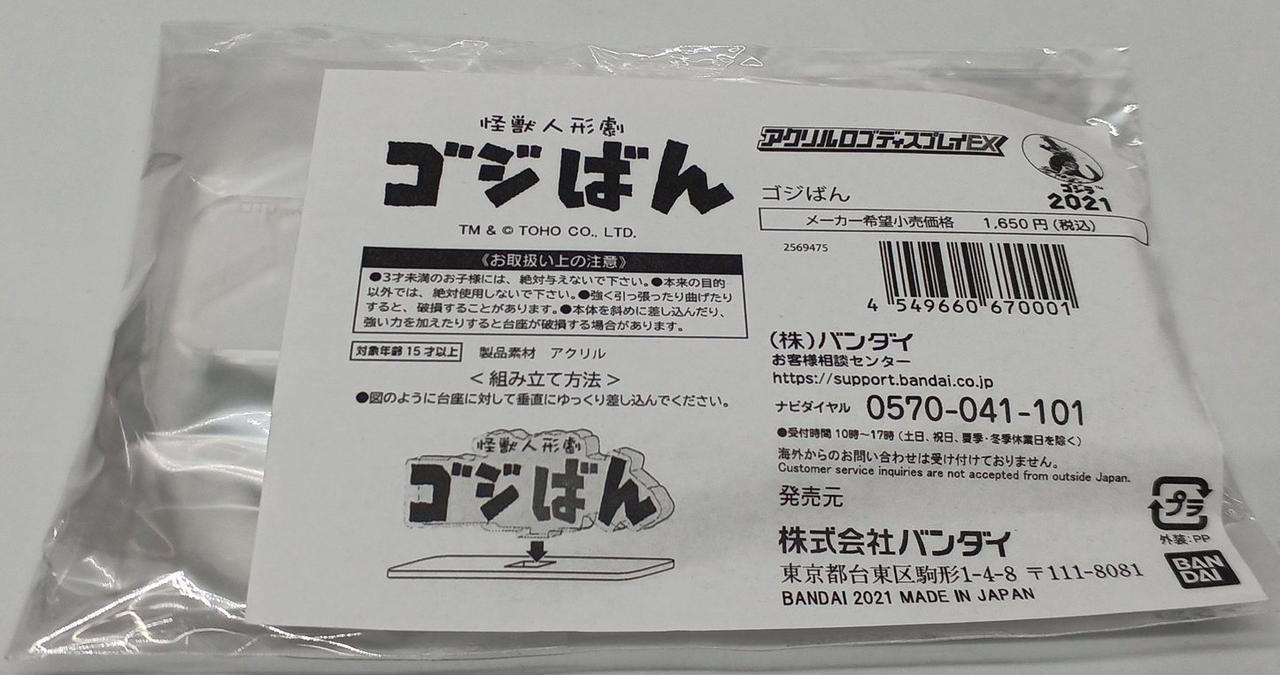 怪獣人形劇
ゴジばん
TM & © TOHO CO., LTD.
《お取扱い上の注意》
●3才未満のお子様には、絶対与えないで下さい。●本来の目的
以外では、絶対使用しないで下さい。●強く引っ張ったり曲げたり
すると、破損することがあります。●本体を斜めに差し込んだり、
強い力を加えたりすると台座が破損する場合があります。
対象年齢15才以上 製品素材 アクリル
<組み立て方法>
●図のように台座に対して垂直にゆっくり差し込んでください。
怪獣人形劇
ゴジばん
アクリルロゴディスプレイEX
ゴジラ™
2021
ゴジばん
メーカー希望小売価格 1,650円(税込)
2569475
4 549660 670001
(株)バンダイ
お客様相談センター
https://support.bandai.co.jp
ナビダイヤル 0570-041-101
●受付時間 10時~17時(土日、祝日、夏季・冬季休業日を除く)
海外からのお問い合わせは受け付けておりません。
Customer service inquiries are not accepted from outside Japan.
発売元
株式会社バンダイ
東京都台東区駒形1-4-8 〒111-8081
BANDAI 2021 MADE IN JAPAN
プラ
外装:PP
BAN
DAI